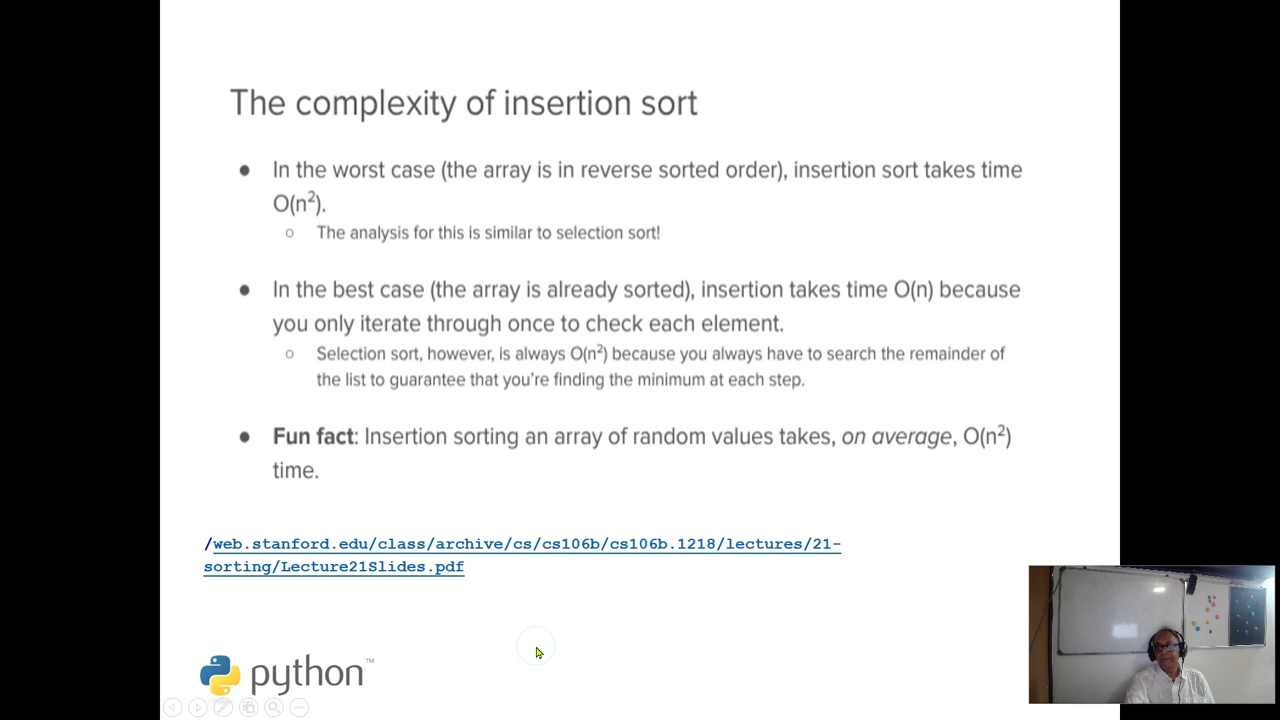 The complexity of insertion sort
● In the worst case (the array is in reverse sorted order), insertion sort takes time
O(n²).
○ The analysis for this is similar to selection sort!
● In the best case (the array is already sorted), insertion takes time O(n) because
you only iterate through once to check each element.
○ Selection sort, however, is always O(n²) because you always have to search the remainder of
the list to guarantee that you're finding the minimum at each step.
● Fun fact: Insertion sorting an array of random values takes, on average, O(n²)
time.
/web.stanford.edu/class/archive/cs/cs106b/cs106b.1218/lectures/21-
sorting/Lecture21Slides.pdf
python™